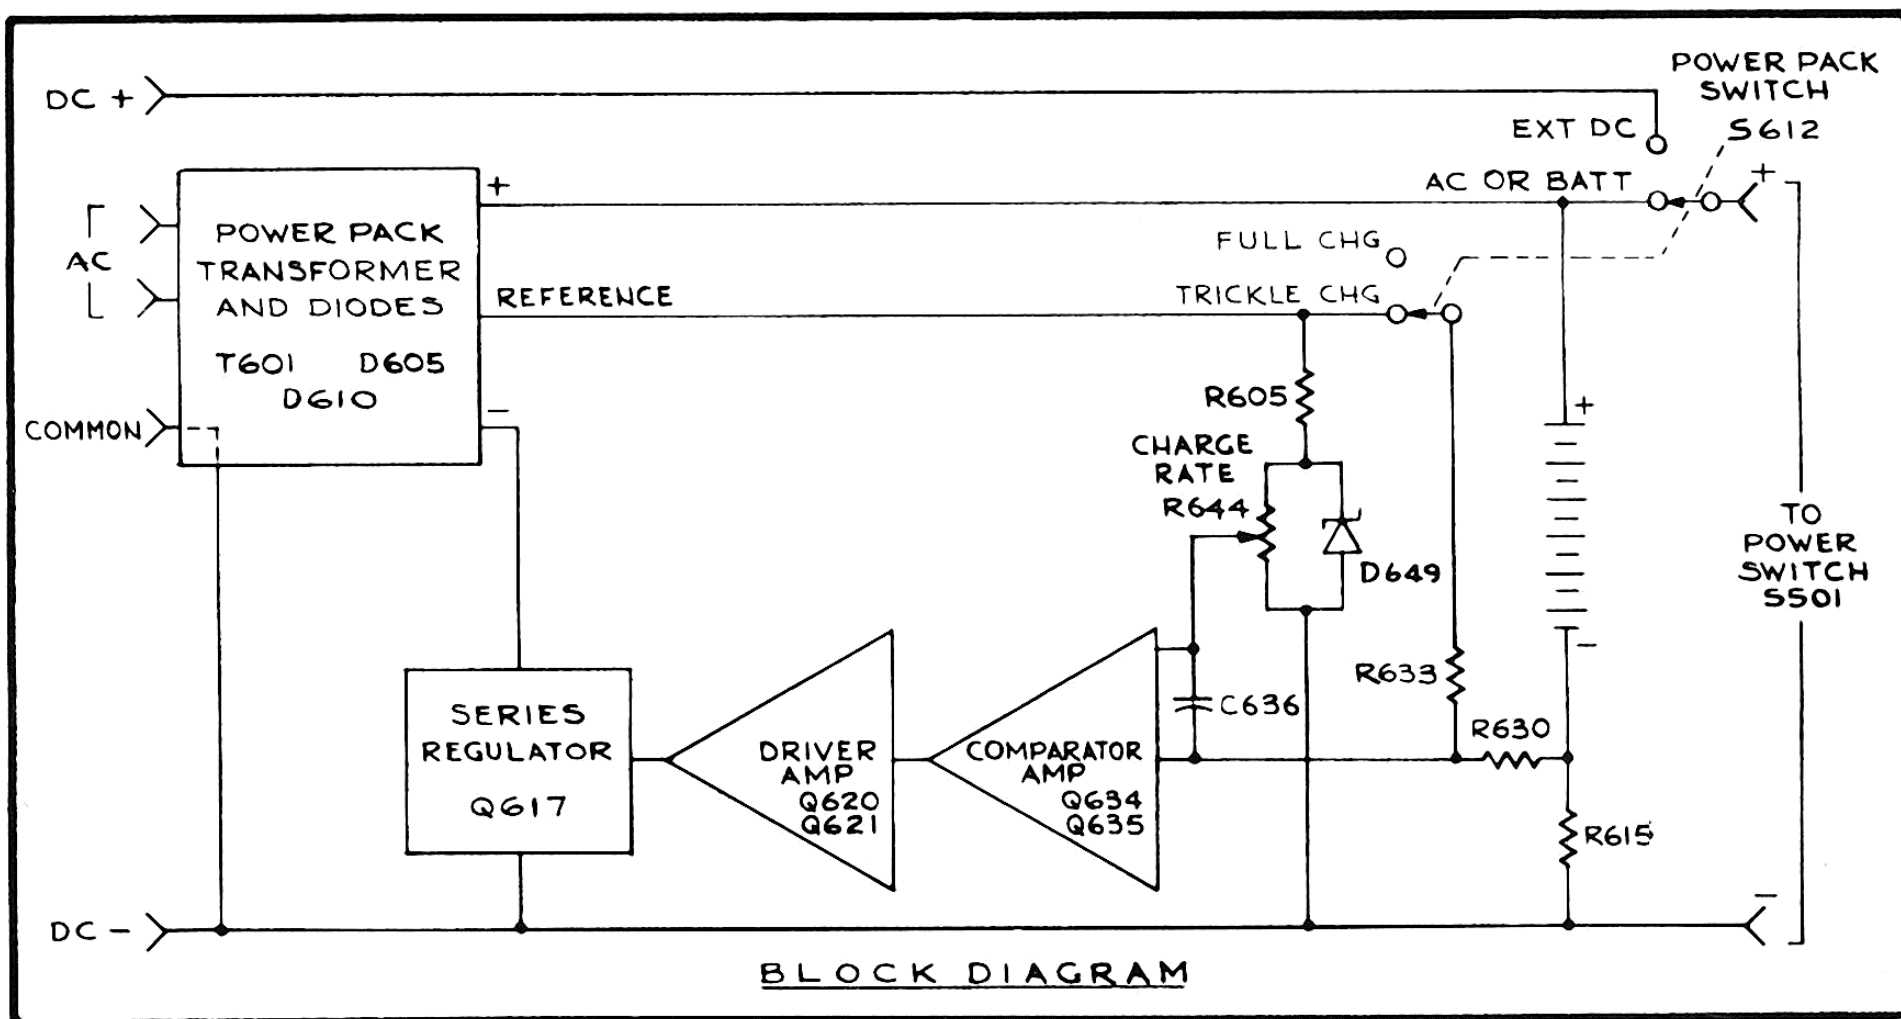 POWER PACK
SWITCH
S612
DC +
EXT DC
AC OR BATT
+
+
AC
POWER PACK
TRANSFORMER
AND DIODES
T601 D605
D610
FULL CHG
REFERENCE
TRICKLE CHG
COMMON
-
R605
+
CHARGE
RATE
R644
D649
TO
POWER
SWITCH
S501
-
R633
C636
R630
SERIES
REGULATOR
Q617
DRIVER
AMP
Q620
Q621
COMPARATOR
AMP
Q634
Q635
R615
DC -
-
BLOCK DIAGRAM